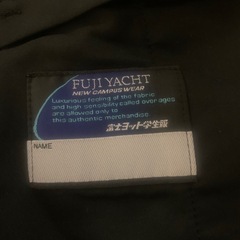 FUJI YACHT
NEW CAMPUS WEAR
Luxurious feeling of the fabric
and high sensibility called over ages
are allowed only to
this authentic merchandise.
富士ヨット学生服
NAME